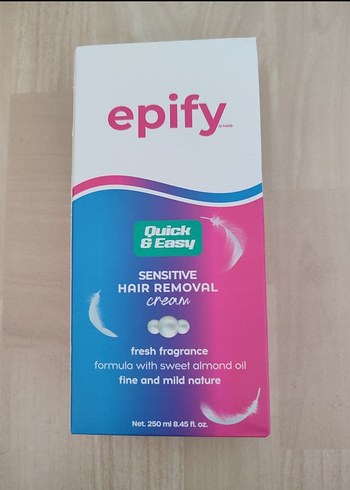 epify
Quick
& Easy
SENSITIVE
HAIR REMOVAL
cream
fresh fragrance
formula with sweet almond oil
fine and mild nature
Net. 250 ml 8.45 fl. oz.